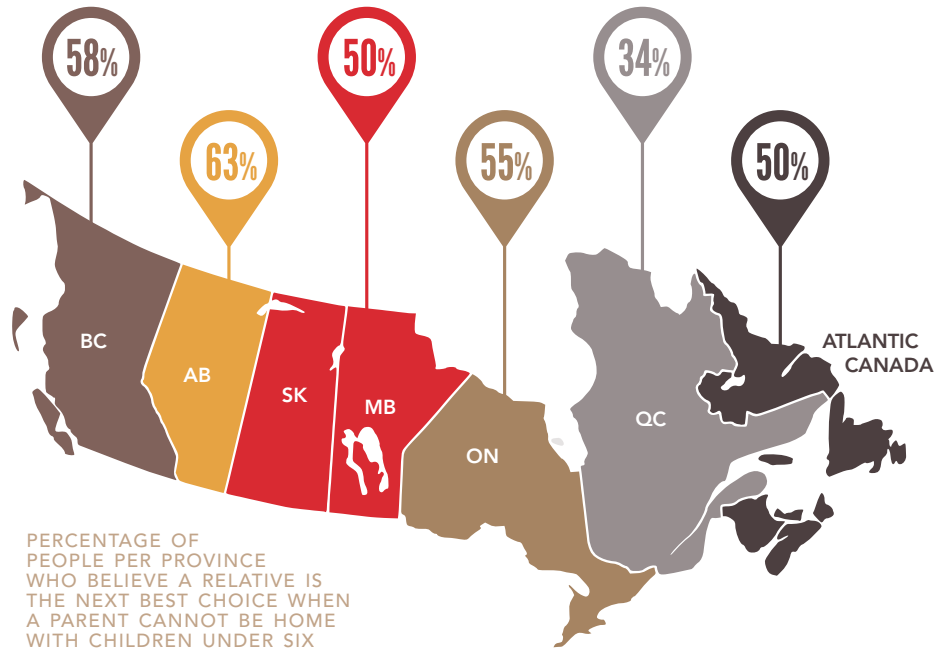 58%
50%
34%
63%
55%
50%
BC
AB
SK
MB
ON
QC
ATLANTIC
CANADA
PERCENTAGE OF
PEOPLE PER PROVINCE
WHO BELIEVE A RELATIVE IS
THE NEXT BEST CHOICE WHEN
A PARENT CANNOT BE HOME
WITH CHILDREN UNDER SIX